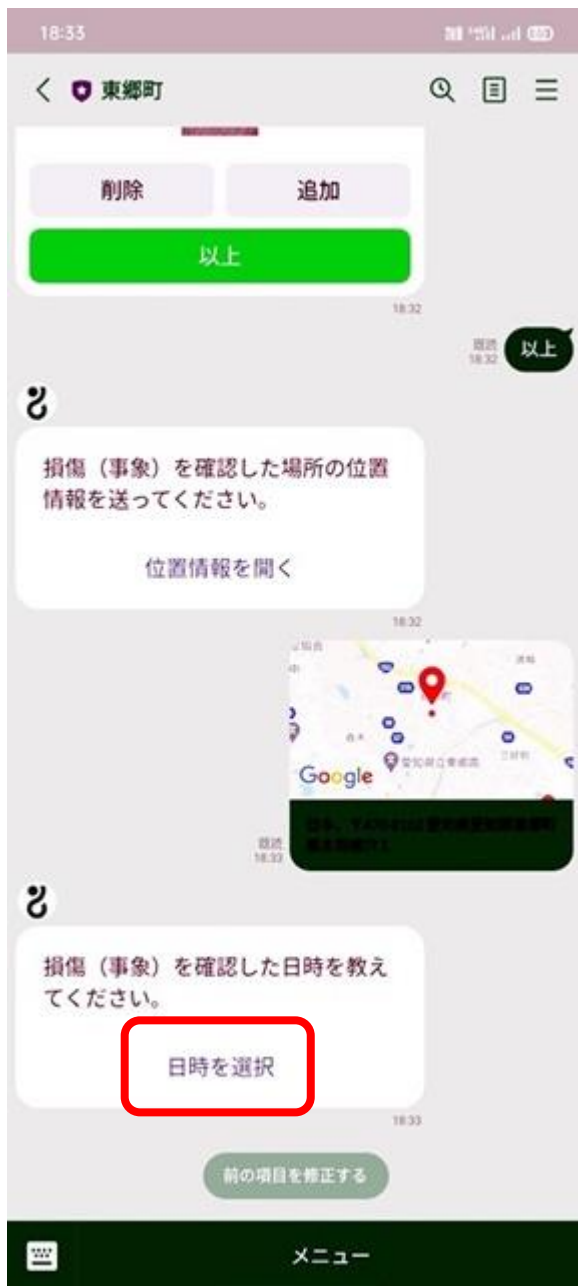 18:33
東郷町
削除
追加
以上
18:32
既読
18:32
以上
損傷（事象）を確認した場所の位置
情報を送ってください。
位置情報を開く
18:32
Google
既読
18:33
損傷（事象）を確認した日時を教え
てください。
日時を選択
18:33
前の項目を修正する
メニュー